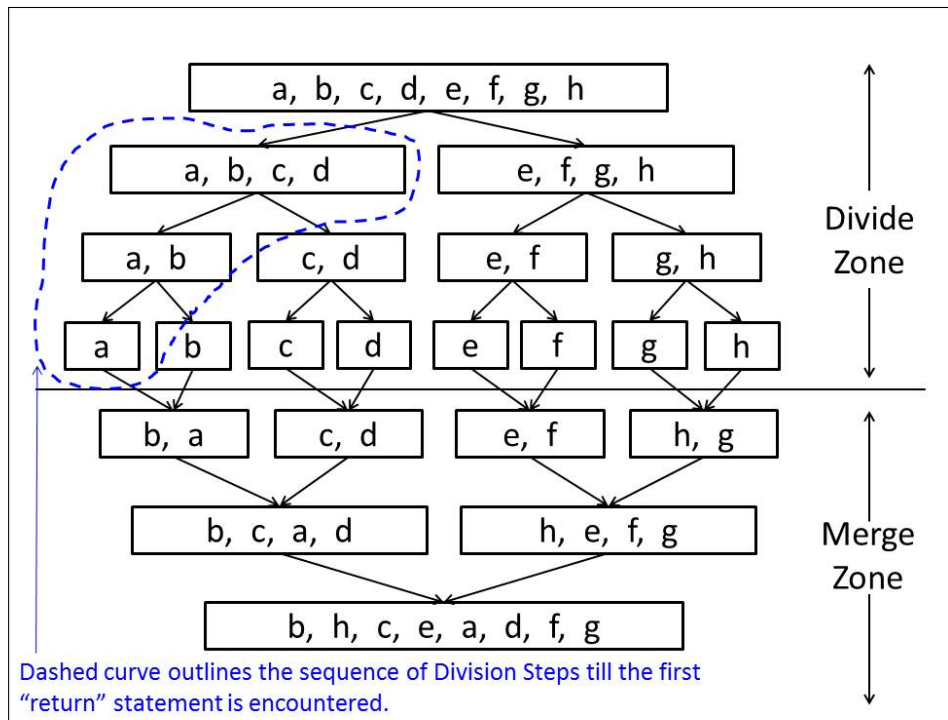 a, b, c, d, e, f, g, h
a, b, c, d
e, f, g, h
a, b
c, d
e, f
g, h
Divide
Zone
a
b
c
d
e
f
g
h
b, a
c, d
e, f
h, g
b, c, a, d
h, e, f, g
Merge
Zone
b, h, c, e, a, d, f, g
Dashed curve outlines the sequence of Division Steps till the first
“return” statement is encountered.